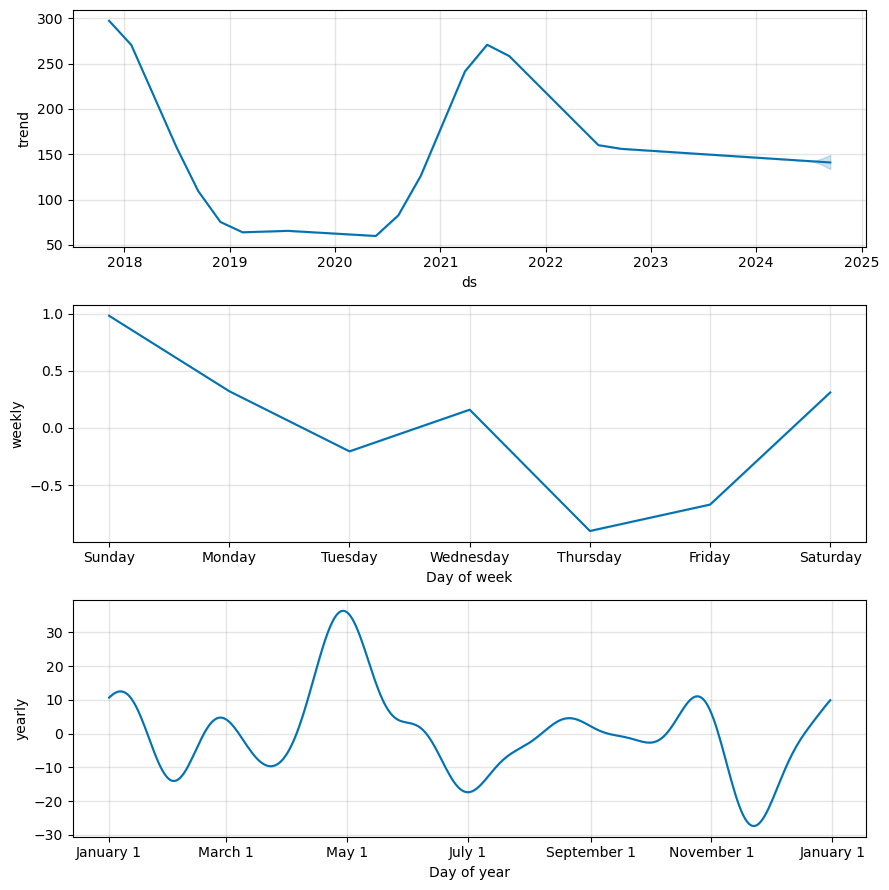 300
250
200
150
100
50
trend
2018 2019 2020 2021 2022 2023 2024 2025
ds
1.0
0.5
0.0
−0.5
weekly
Sunday Monday Tuesday Wednesday Thursday Friday Saturday
Day of week
30
20
10
0
−10
−20
−30
yearly
January 1 March 1 May 1 July 1 September 1 November 1 January 1
Day of year